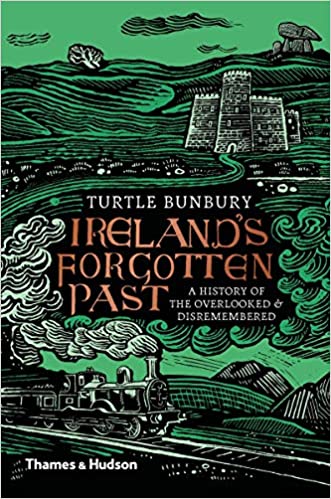 TURTLE BUNBURY
IRELAND'S
FORGOTTEN
PAST
A HISTORY
OF THE OVERLOOKED &
DISREMEMBERED
Thames & Hudson